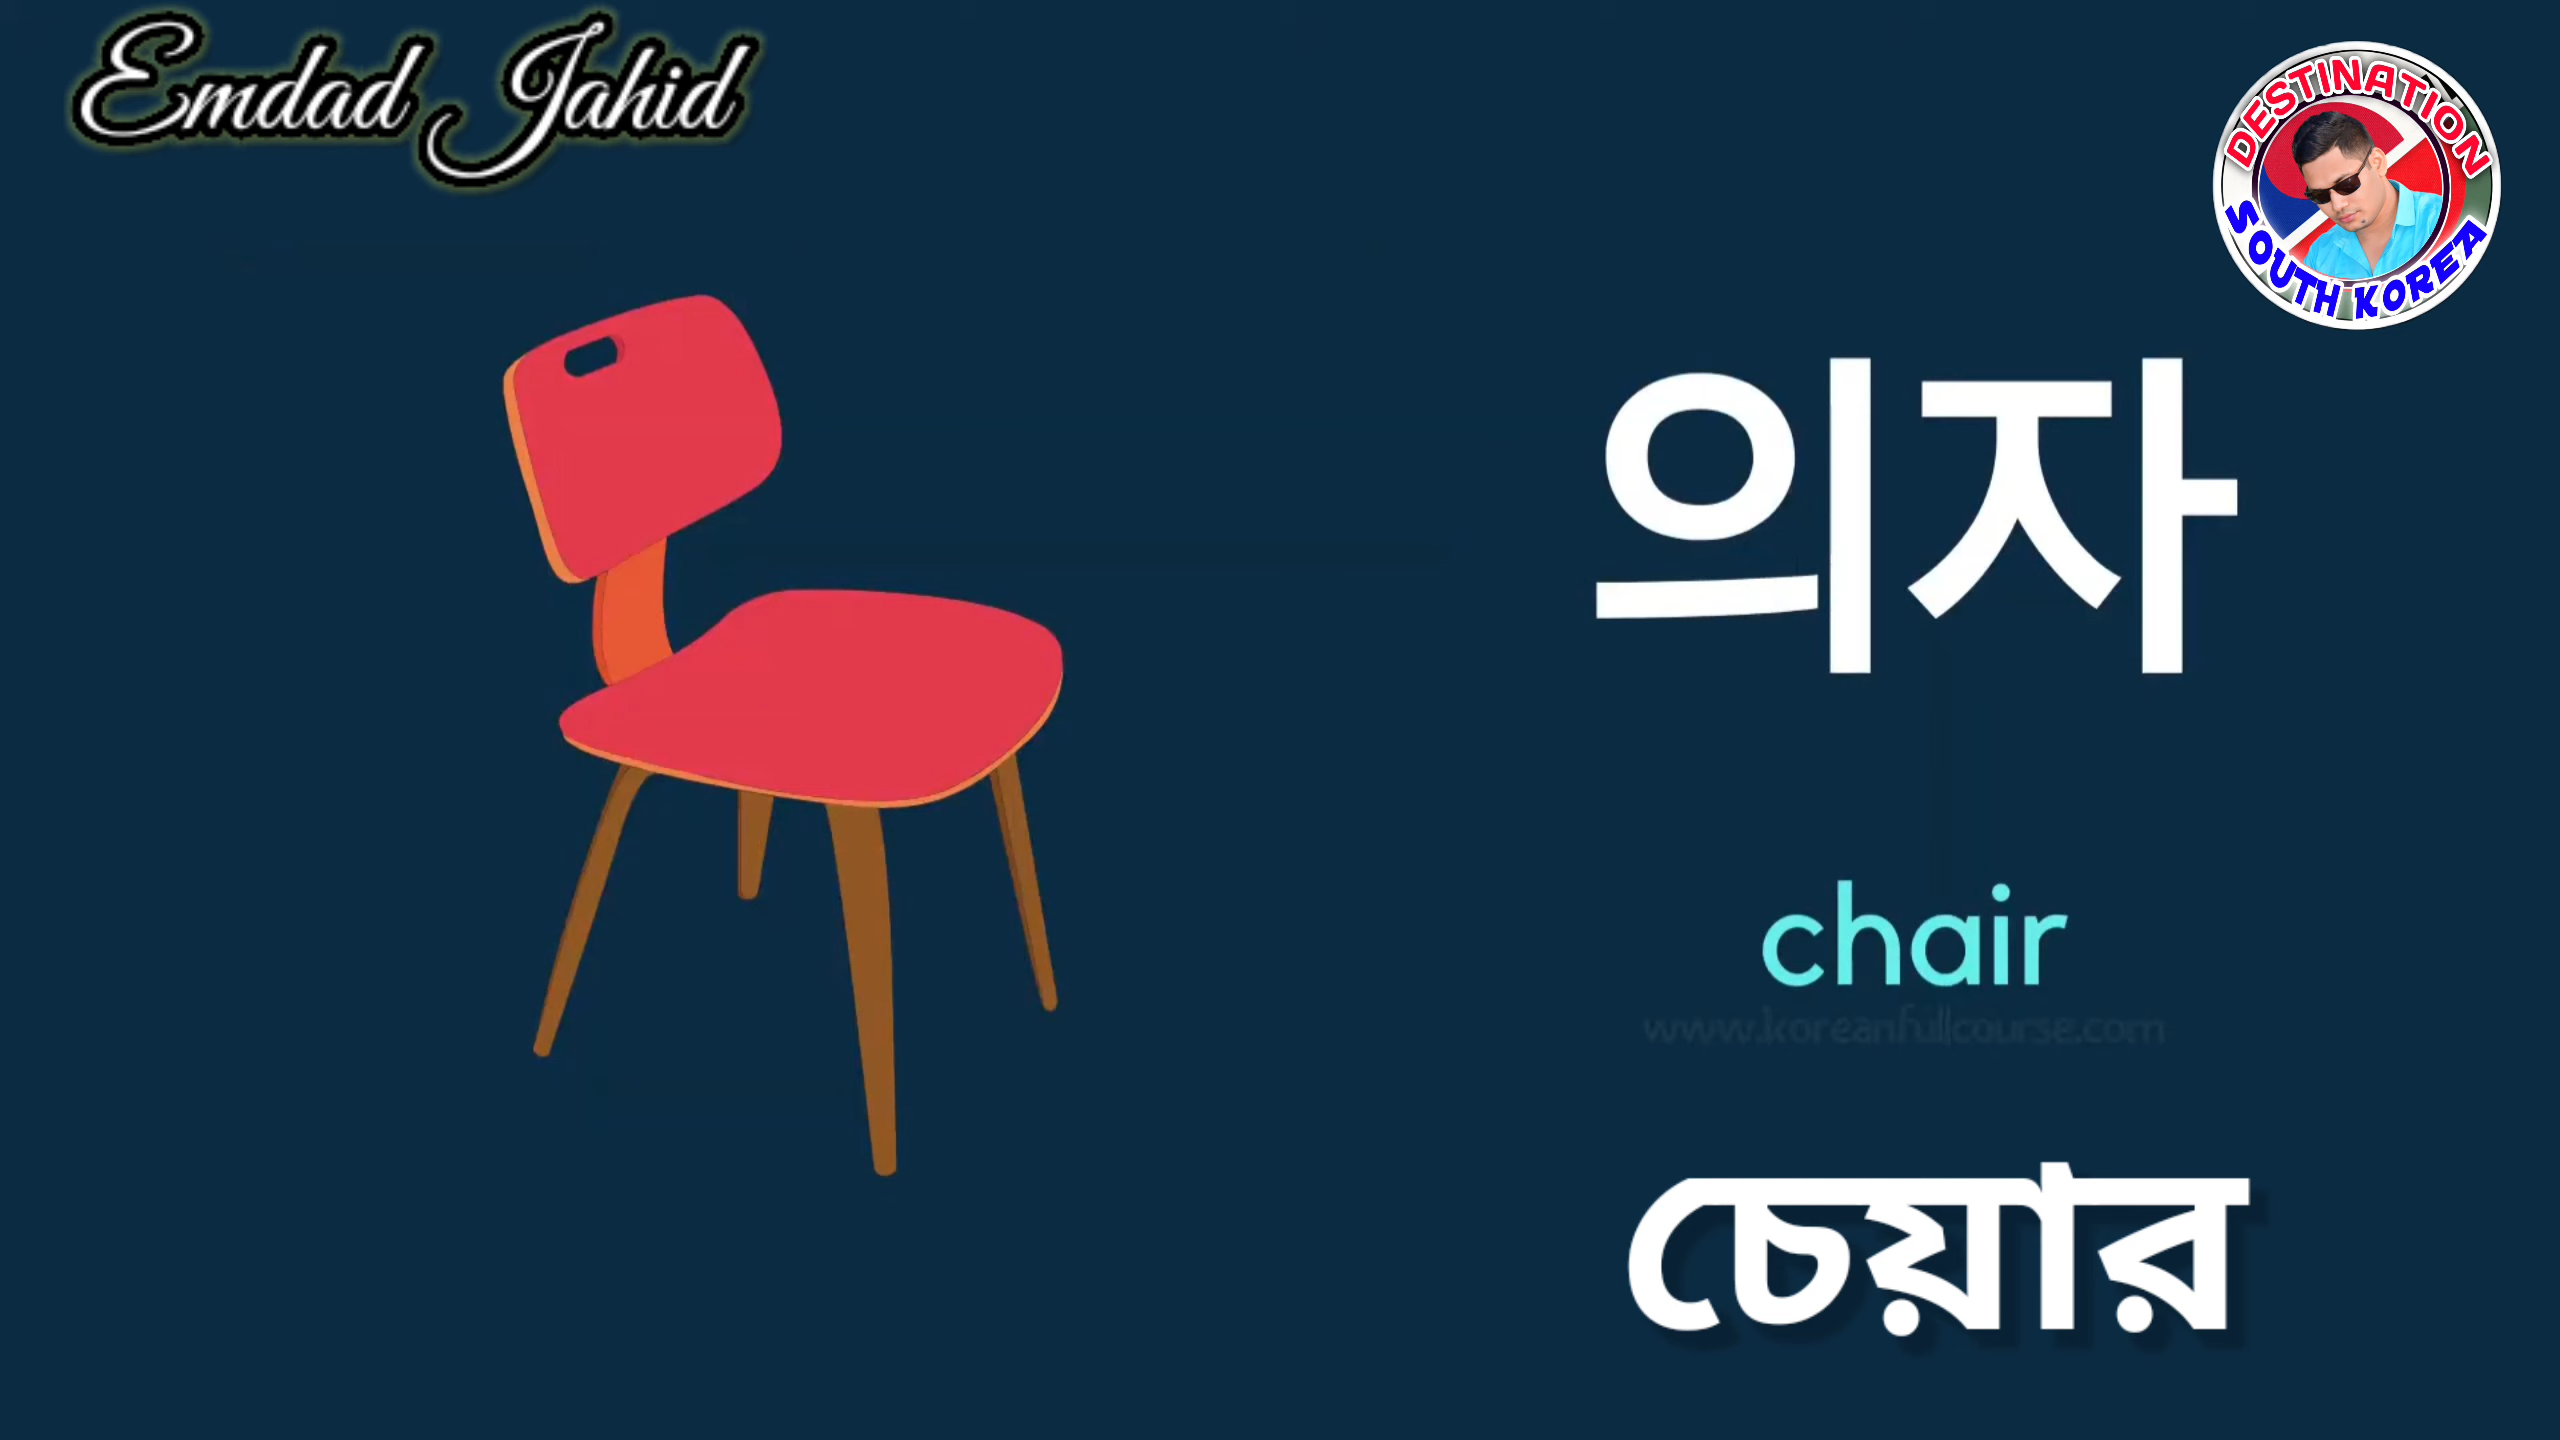 Emdad Jahid
DESTINATION
SOUTH KOREA
의자
chair
www.koreanfullcourse.com
চেয়ার